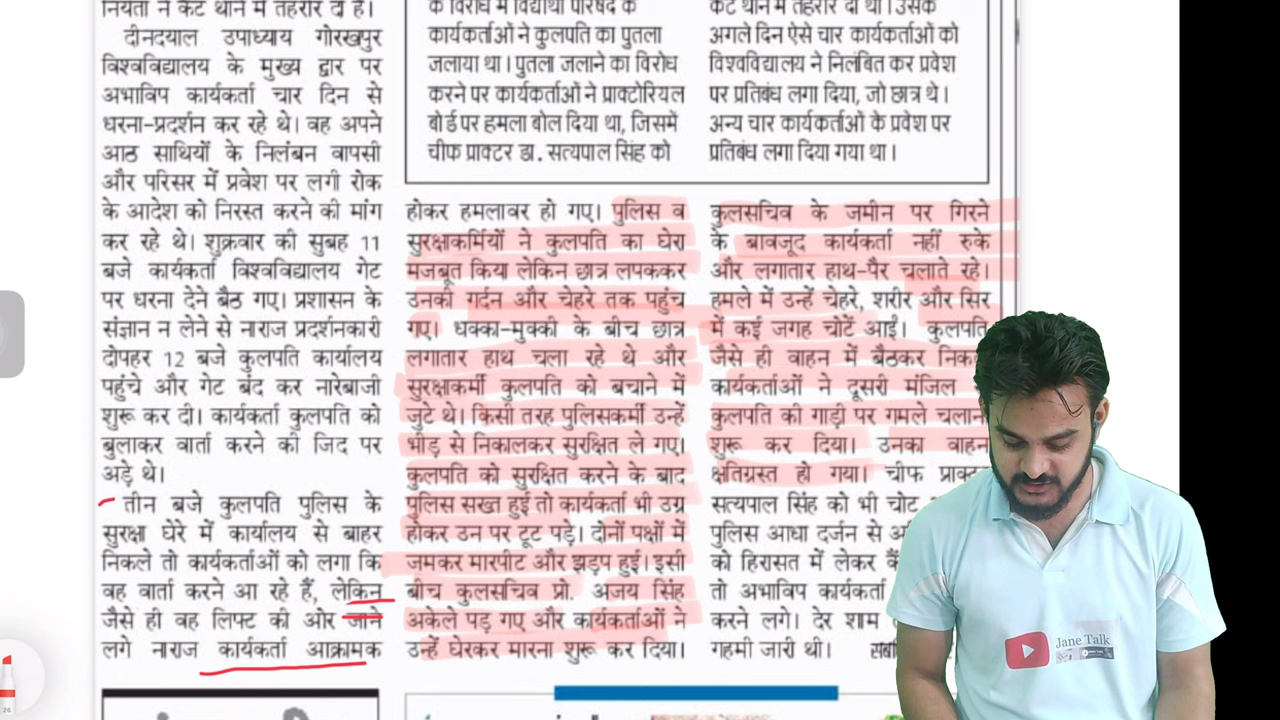 नियंता ने कैंट थाने में तहरीर दी है।
दीनदयाल उपाध्याय गोरखपुर
विश्वविद्यालय के मुख्य द्वार पर
अभाविप कार्यकर्ता चार दिन से
धरना-प्रदर्शन कर रहे थे। वह अपने
आठ साथियों के निलंबन वापसी
और परिसर में प्रवेश पर लगी रोक
के आदेश को निरस्त करने की मांग
कर रहे थे। शुक्रवार की सुबह 11
बजे कार्यकर्ता विश्वविद्यालय गेट
पर धरना देने बैठ गए। प्रशासन के
संज्ञान न लेने से नाराज प्रदर्शनकारी
दोपहर 12 बजे कुलपति कार्यालय
पहुंचे और गेट बंद कर नारेबाजी
शुरू कर दी। कार्यकर्ता कुलपति को
बुलाकर वार्ता करने की जिद पर
अड़े थे।
तीन बजे कुलपति पुलिस के
सुरक्षा घेरे में कार्यालय से बाहर
निकले तो कार्यकर्ताओं को लगा कि
वह वार्ता करने आ रहे हैं, लेकिन
जैसे ही वह लिफ्ट की ओर जाने
लगे नाराज कार्यकर्ता आक्रामक
के विरोध में विद्यार्थी परिषद के
कार्यकर्ताओं ने कुलपति का पुतला
जलाया था। पुतला जलाने का विरोध
करने पर कार्यकर्ताओं ने प्राक्टोरियल
बोर्ड पर हमला बोल दिया था, जिसमें
चीफ प्राक्टर डा. सत्यपाल सिंह को
कैंट थाने में तहरीर दी थी। उसके
अगले दिन ऐसे चार कार्यकर्ताओं को
विश्वविद्यालय ने निलंबित कर प्रवेश
पर प्रतिबंध लगा दिया, जो छात्र थे।
अन्य चार कार्यकर्ताओं के प्रवेश पर
प्रतिबंध लगा दिया गया था।
होकर हमलावर हो गए। पुलिस व
सुरक्षाकर्मियों ने कुलपति का घेरा
मजबूत किया लेकिन छात्र लपककर
उनकी गर्दन और चेहरे तक पहुंच
गए। धक्का-मुक्की के बीच छात्र
लगातार हाथ चला रहे थे और
सुरक्षाकर्मी कुलपति को बचाने में
जुटे थे। किसी तरह पुलिसकर्मी उन्हें
भीड़ से निकालकर सुरक्षित ले गए।
कुलपति को सुरक्षित करने के बाद
पुलिस सख्त हुई तो कार्यकर्ता भी उग्र
होकर उन पर टूट पड़े। दोनों पक्षों में
जमकर मारपीट और झड़प हुई। इसी
बीच कुलसचिव प्रो. अजय सिंह
अकेले पड़ गए और कार्यकर्ताओं ने
उन्हें घेरकर मारना शुरू कर दिया।
कुलसचिव के जमीन पर गिरने
के बावजूद कार्यकर्ता नहीं रुके
और लगातार हाथ-पैर चलाते रहे।
हमले में उन्हें चेहरे, शरीर और सिर
में कई जगह चोटें आईं। कुलपति
जैसे ही वाहन में बैठकर
कार्यकर्ताओं ने दूसरी मंजिल
कुलपति की गाड़ी पर गमले चलाने
शुरू कर दिया। उनका वाहन
क्षतिग्रस्त हो गया। चीफ
सत्यपाल सिंह को भी चोट
पुलिस आधा दर्जन से
को हिरासत में लेकर
तो अभाविप कार्यकर्ता
करने लगे। देर शाम
गहमी जारी थी।
Jane Talk
26